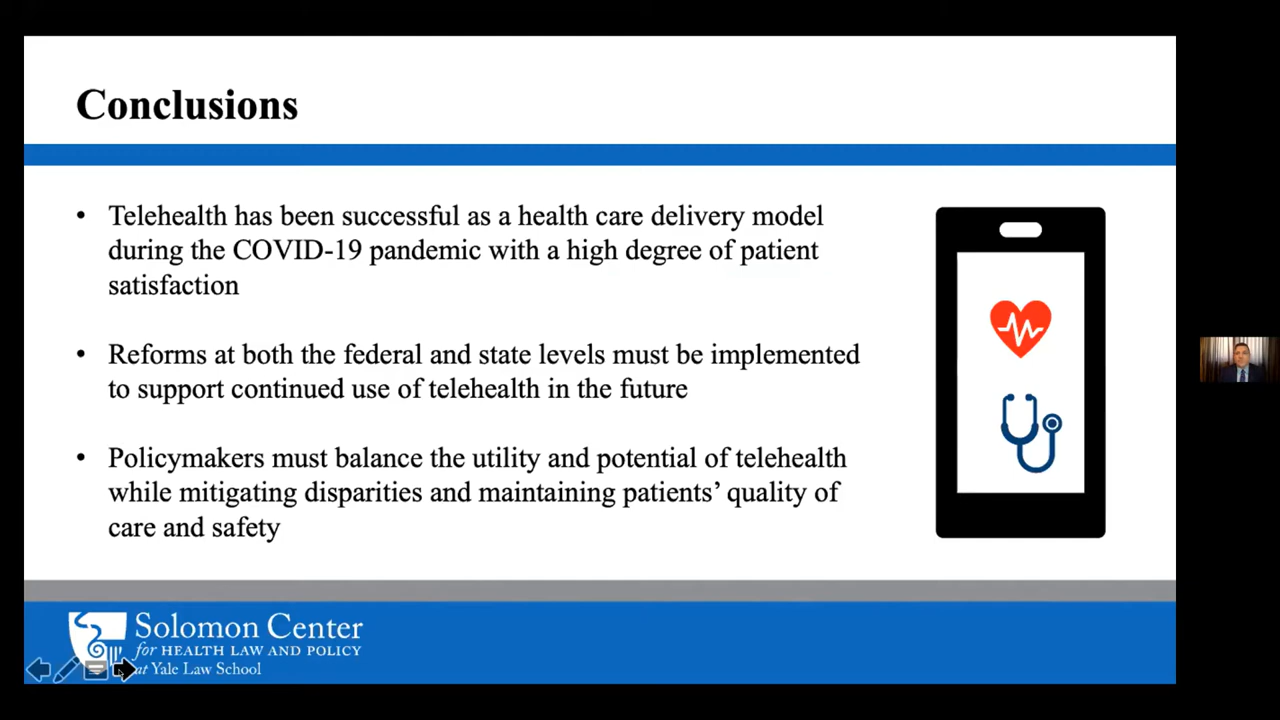 Conclusions
• Telehealth has been successful as a health care delivery model
during the COVID-19 pandemic with a high degree of patient
satisfaction
• Reforms at both the federal and state levels must be implemented
to support continued use of telehealth in the future
• Policymakers must balance the utility and potential of telehealth
while mitigating disparities and maintaining patients’ quality of
care and safety
Solomon Center
for HEALTH LAW AND POLICY
at Yale Law School